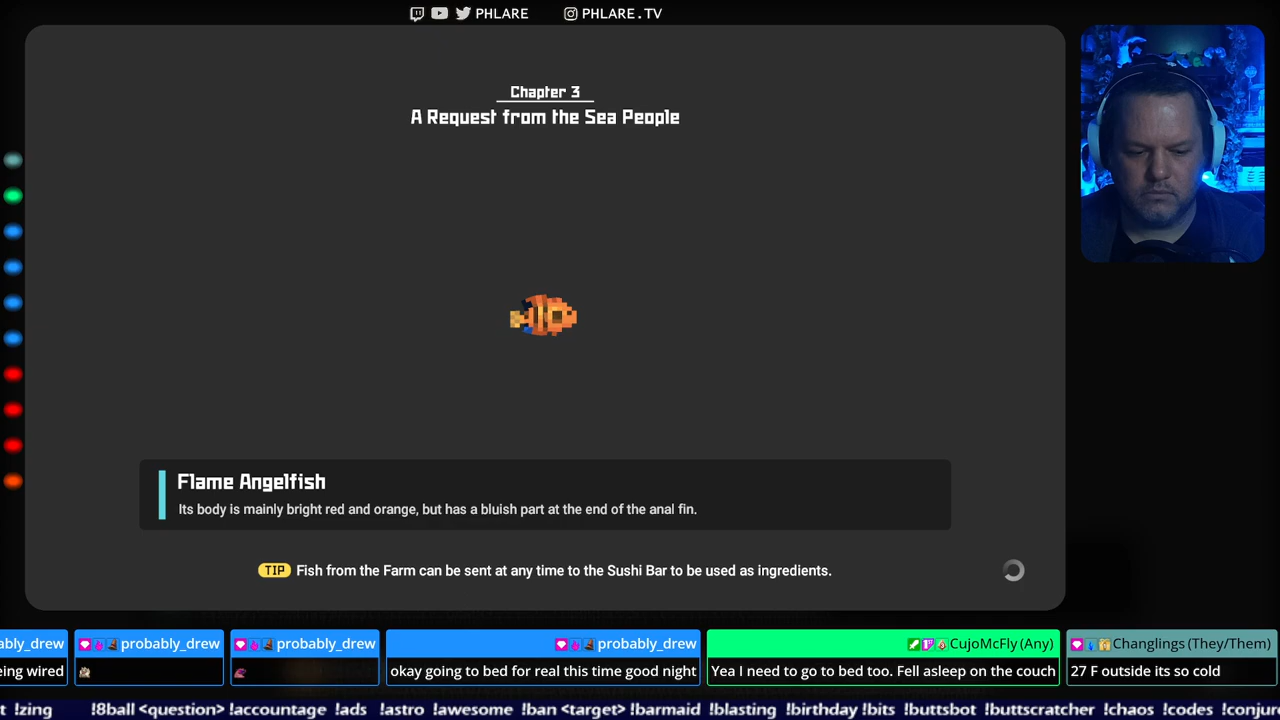 PHLARE PHLARE.TV
Chapter 3
A Request from the Sea People
Flame Angelfish
Its body is mainly bright red and orange, but has a bluish part at the end of the anal fin.
TIP Fish from the Farm can be sent at any time to the Sushi Bar to be used as ingredients.
probably_drew probably_drew probably_drew CujoMcFly (Any) Changlings (They/Them)
wired okay going to bed for real this time good night Yea I need to go to bed too. Fell asleep on the couch 27 F outside its so cold
!zing !8ball <question> !accountage !ads !astro !awesome !ban <target> !barmaid !blasting !birthday !bits !buttsbot !buttscratcher !chaos !codes